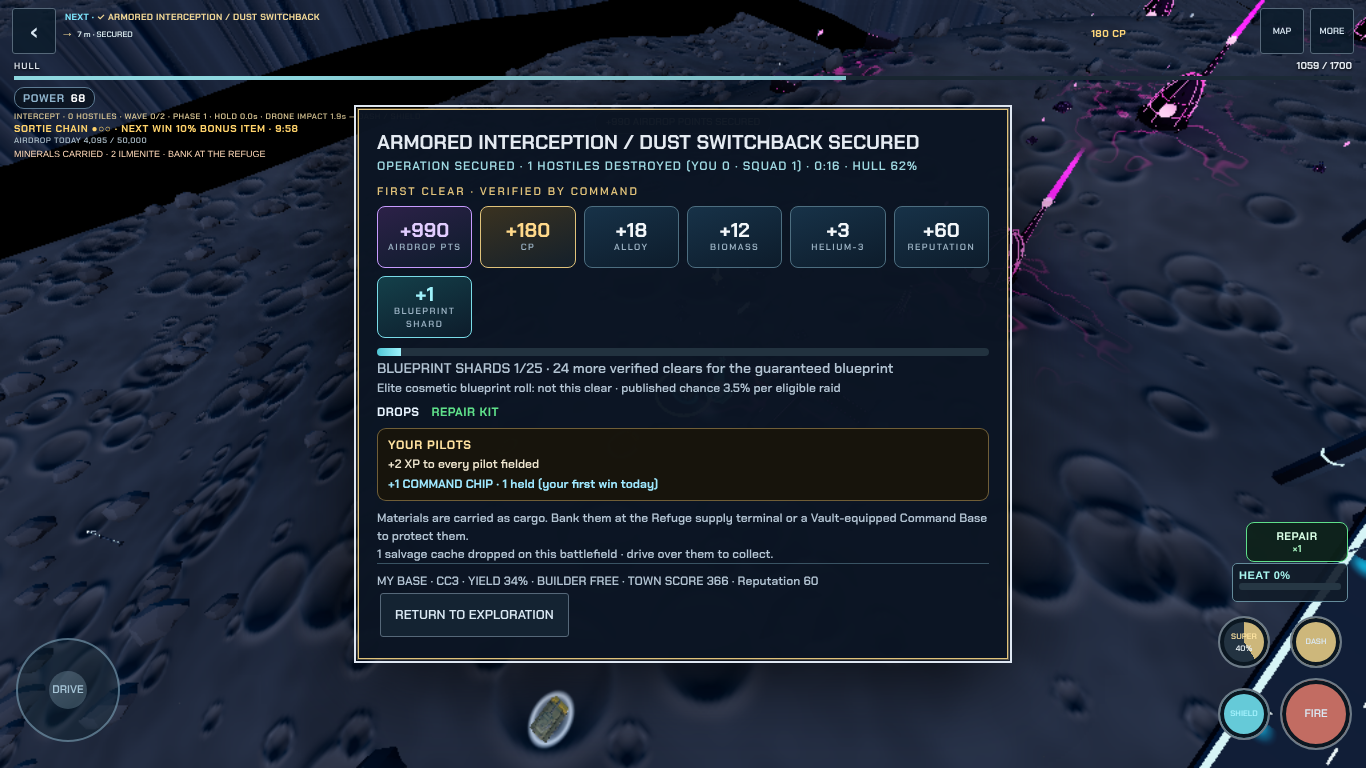 ‹
NEXT · ✓ ARMORED INTERCEPTION / DUST SWITCHBACK
→ 7 m · SECURED
180 CP
MAP
MORE
HULL
1059 / 1700
POWER 68
INTERCEPT · 0 HOSTILES · WAVE 0/2 · PHASE 1 · HOLD 0.0s · DRONE IMPACT 1.9s —
SORTIE CHAIN ●○○ · NEXT WIN 10% BONUS ITEM · 9:58
AIRDROP TODAY 4,095 / 50,000
MINERALS CARRIED · 2 ILMENITE · BANK AT THE REFUGE
ARMORED INTERCEPTION / DUST SWITCHBACK SECURED
OPERATION SECURED · 1 HOSTILES DESTROYED (YOU 0 · SQUAD 1) · 0:16 · HULL 62%
FIRST CLEAR · VERIFIED BY COMMAND
+990
AIRDROP PTS
+180
CP
+18
ALLOY
+12
BIOMASS
+3
HELIUM-3
+60
REPUTATION
+1
BLUEPRINT
SHARD
BLUEPRINT SHARDS 1/25 · 24 more verified clears for the guaranteed blueprint
Elite cosmetic blueprint roll: not this clear · published chance 3.5% per eligible raid
DROPS REPAIR KIT
YOUR PILOTS
+2 XP to every pilot fielded
+1 COMMAND CHIP · 1 held (your first win today)
Materials are carried as cargo. Bank them at the Refuge supply terminal or a Vault-equipped Command Base
to protect them.
1 salvage cache dropped on this battlefield · drive over them to collect.
MY BASE · CC3 · YIELD 34% · BUILDER FREE · TOWN SCORE 366 · Reputation 60
RETURN TO EXPLORATION
REPAIR
×1
HEAT 0%
SUPER
40%
DASH
DRIVE
SHIELD
FIRE